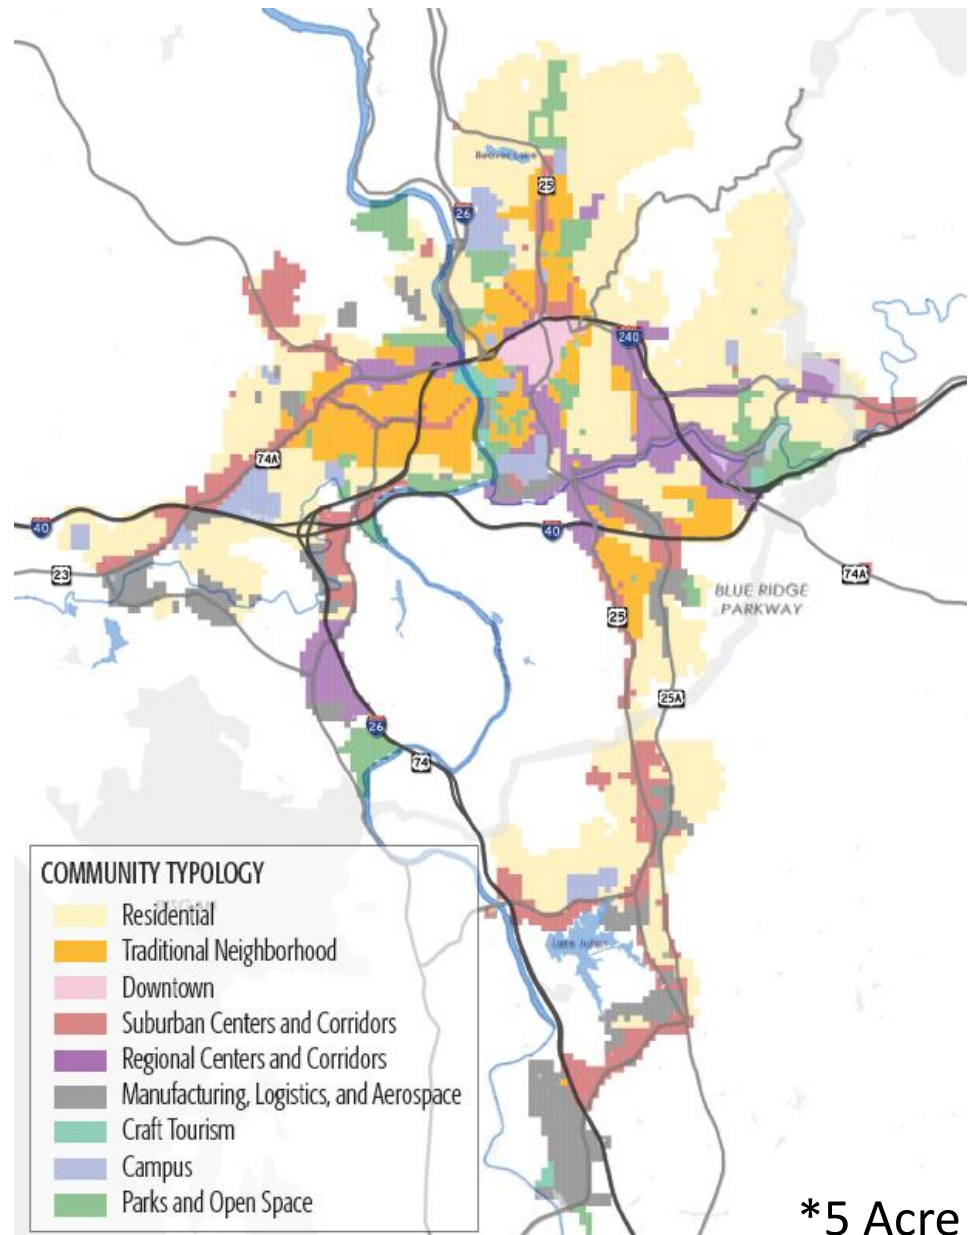 Beaver Lake
25
26
240
74A
40
40
23
74A
BLUE RIDGE
PARKWAY
25
25A
26
74
COMMUNITY TYPOLOGY
Residential
Traditional Neighborhood
Downtown
Suburban Centers and Corridors
Regional Centers and Corridors
Manufacturing, Logistics, and Aerospace
Craft Tourism
Campus
Parks and Open Space
Lake Julian
*5 Acre